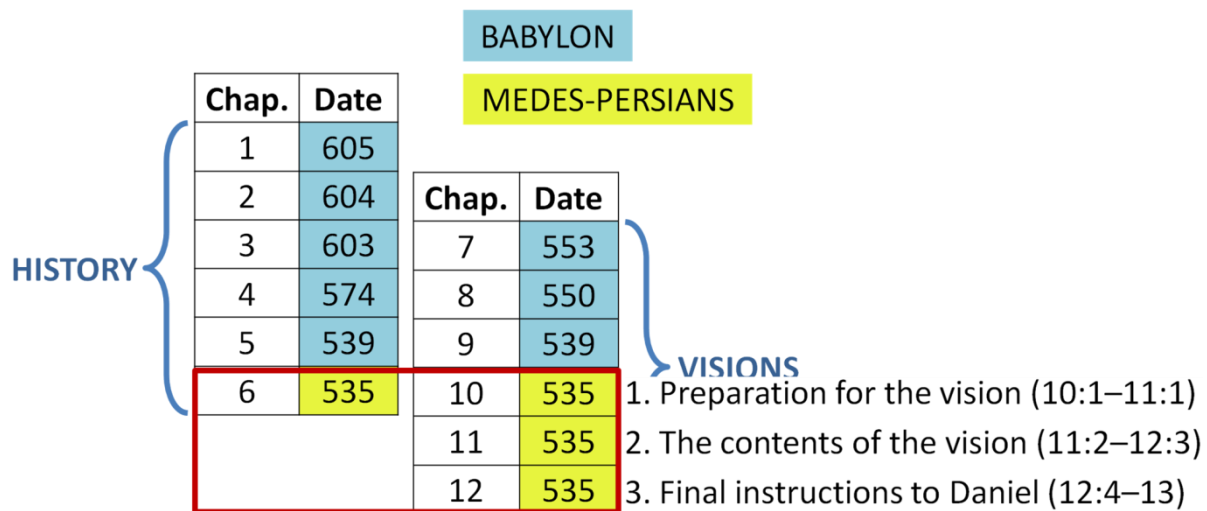 BABYLON
MEDES-PERSIANS
Chap. Date
1 605
2 604
3 603
4 574
5 539
6 535
HISTORY
Chap. Date
7 553
8 550
9 539
10 535
11 535
12 535
VISIONS
1. Preparation for the vision (10:1–11:1)
2. The contents of the vision (11:2–12:3)
3. Final instructions to Daniel (12:4–13)